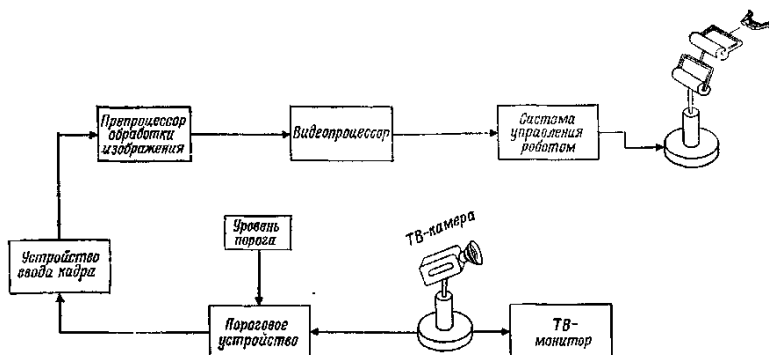 Препроцессор
обработки
изображения
Видеопроцессор
Система
управления
роботом
Уровень
порога
ТВ-камера
Устройство
ввода кадра
Пороговое
устройство
ТВ-
монитор